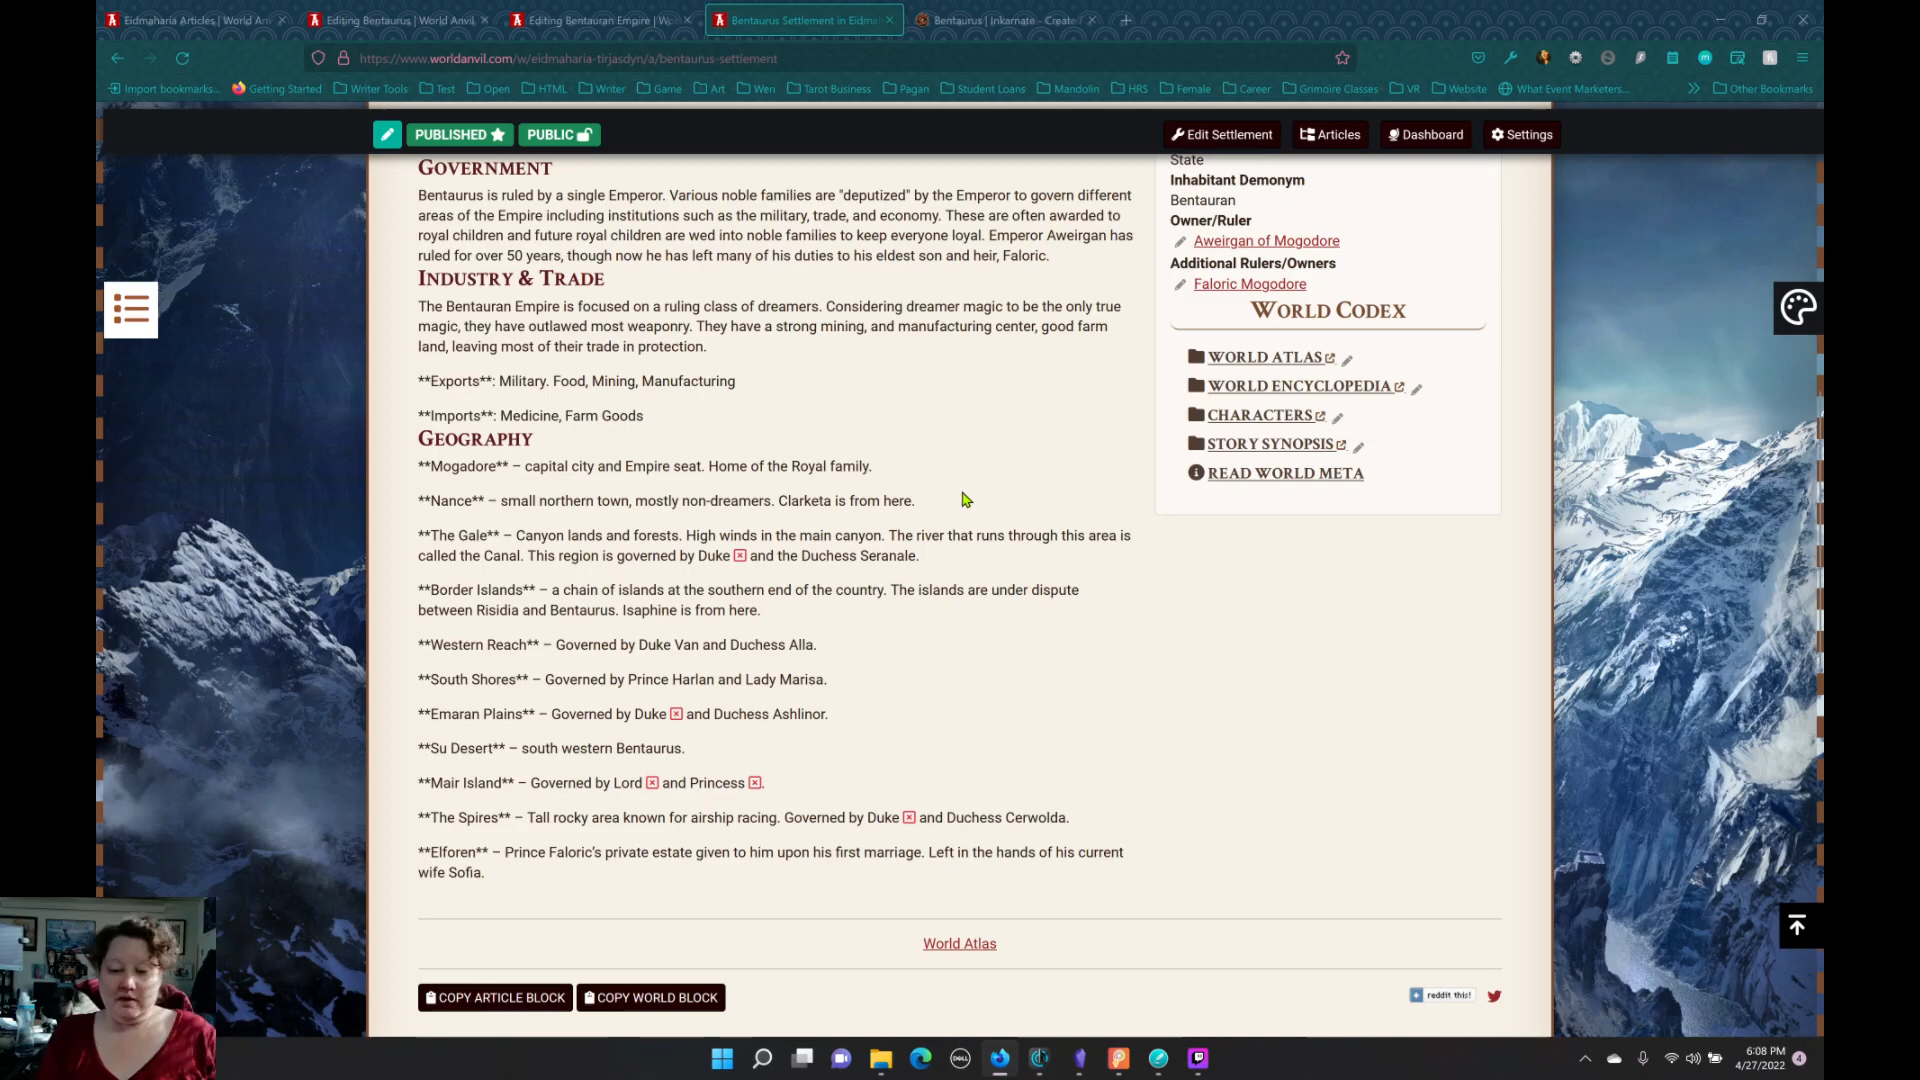 Eidmaharia Articles | World An
Editing Bentaurus | World Anvil
Editing Bentauran Empire | Wo
Bentaurus Settlement in Eidma
Bentaurus | Inkarnate - Create
https://www.worldanvil.com/w/eidmaharia-tirjasdyn/a/bentaurus-settlement
Import bookmarks...
Getting Started
Writer Tools
Test
Open
HTML
Writer
Game
Art
Wen
Tarot Business
Pagan
Student Loans
Mandolin
HRS
Female
Career
Grimoire Classes
VR
Website
What Event Marketers...
Other Bookmarks
PUBLISHED
PUBLIC
Edit Settlement
Articles
Dashboard
Settings
GOVERNMENT
Bentaurus is ruled by a single Emperor. Various noble families are "deputized" by the Emperor to govern different
areas of the Empire including institutions such as the military, trade, and economy. These are often awarded to
royal children and future royal children are wed into noble families to keep everyone loyal. Emperor Aweirgan has
ruled for over 50 years, though now he has left many of his duties to his eldest son and heir, Faloric.
INDUSTRY & TRADE
The Bentauran Empire is focused on a ruling class of dreamers. Considering dreamer magic to be the only true
magic, they have outlawed most weaponry. They have a strong mining, and manufacturing center, good farm
land, leaving most of their trade in protection.
**Exports**: Military. Food, Mining, Manufacturing
**Imports**: Medicine, Farm Goods
GEOGRAPHY
**Mogadore** – capital city and Empire seat. Home of the Royal family.
**Nance** – small northern town, mostly non-dreamers. Clarketa is from here.
**The Gale** – Canyon lands and forests. High winds in the main canyon. The river that runs through this area is
called the Canal. This region is governed by Duke and the Duchess Seranale.
**Border Islands** – a chain of islands at the southern end of the country. The islands are under dispute
between Risidia and Bentaurus. Isaphine is from here.
**Western Reach** – Governed by Duke Van and Duchess Alla.
**South Shores** – Governed by Prince Harlan and Lady Marisa.
**Emaran Plains** – Governed by Duke and Duchess Ashlinor.
**Su Desert** – south western Bentaurus.
**Mair Island** – Governed by Lord and Princess .
**The Spires** – Tall rocky area known for airship racing. Governed by Duke and Duchess Cerwolda.
**Elforen** – Prince Faloric's private estate given to him upon his first marriage. Left in the hands of his current
wife Sofia.
State
Inhabitant Demonym
Bentauran
Owner/Ruler
Aweirgan of Mogodore
Additional Rulers/Owners
Faloric Mogodore
WORLD CODEX
WORLD ATLAS
WORLD ENCYCLOPEDIA
CHARACTERS
STORY SYNOPSIS
READ WORLD META
World Atlas
COPY ARTICLE BLOCK
COPY WORLD BLOCK
reddit this!
DELL
6:08 PM
4/27/2022
4